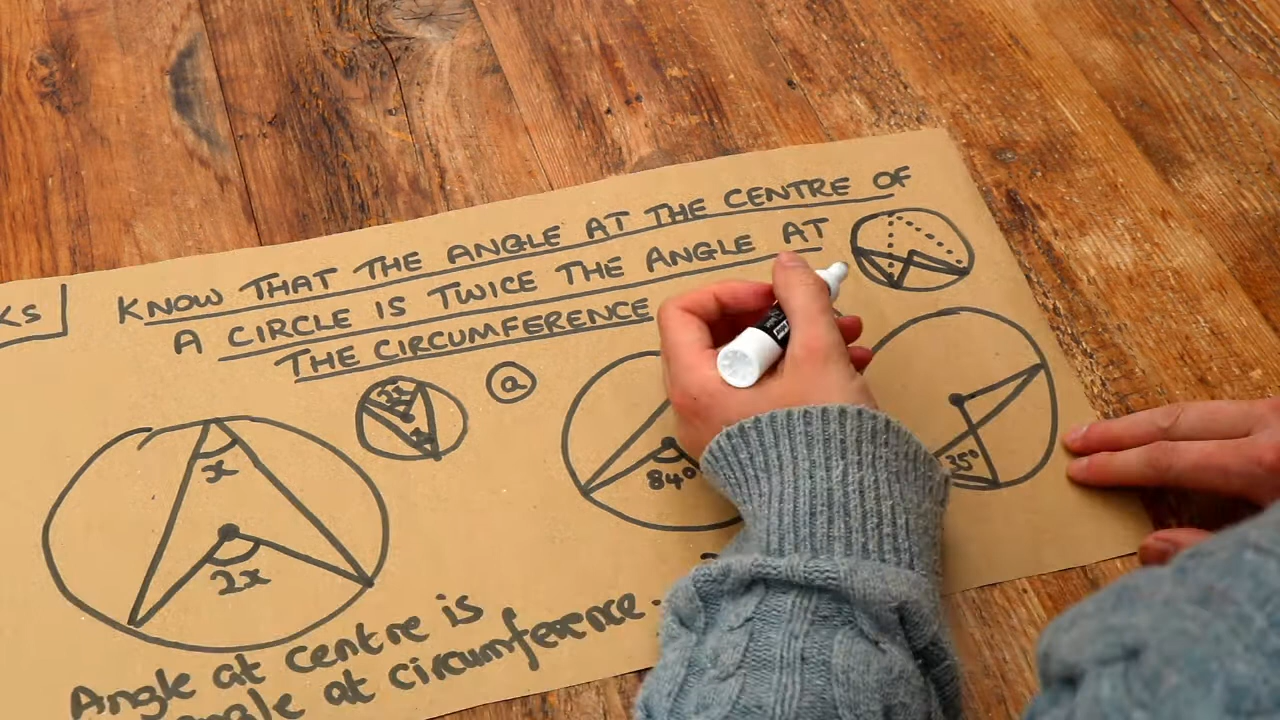 KS
KNOW THAT THE ANGLE AT THE CENTRE OF
A CIRCLE IS TWICE THE ANGLE AT
THE CIRCUMFERENCE
a
x
2x
84°
35°
Angle at centre is
angle at circumference.